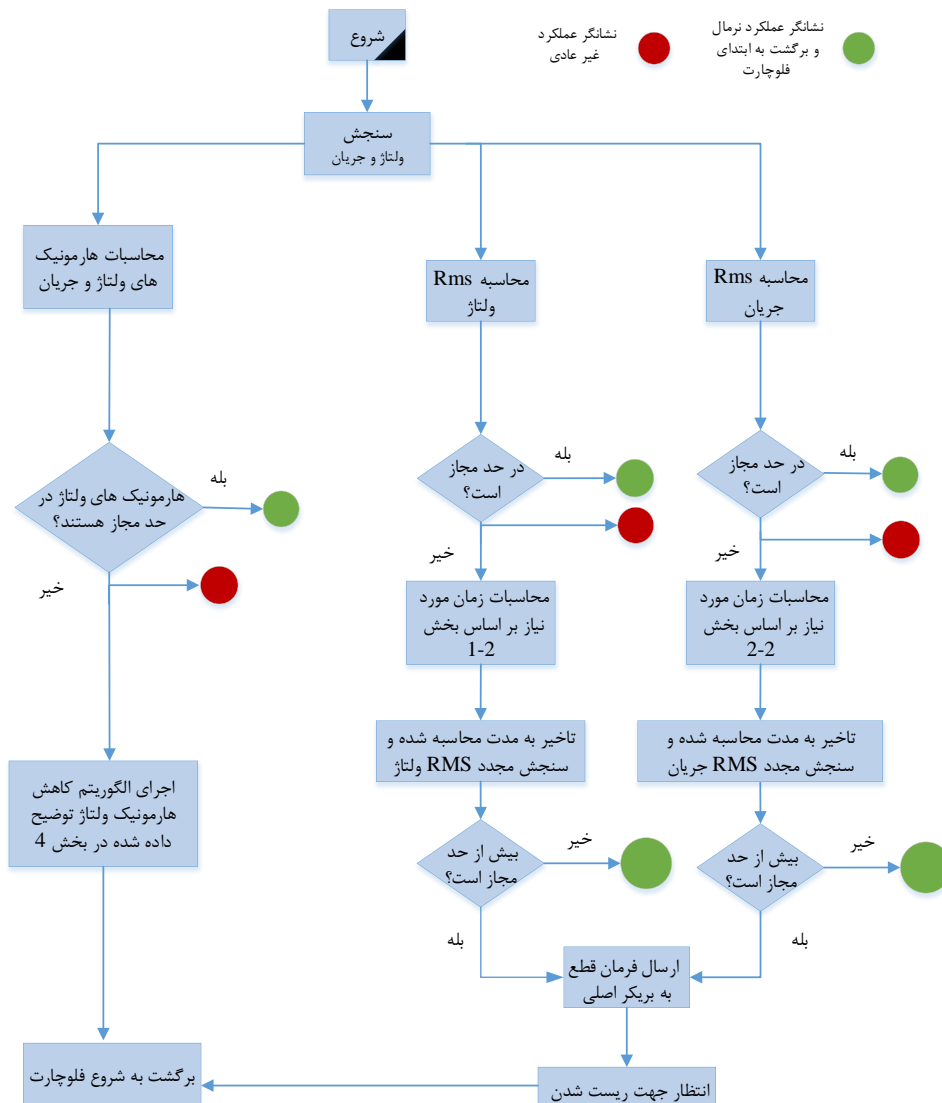 شروع
نشانگر عملکرد
غیر عادی
نشانگر عملکرد نرمال
و برگشت به ابتدای
فلوچارت
سنجش
ولتاژ و جریان
محاسبات هارمونیک
های ولتاژ و جریان
محاسبه Rms
ولتاژ
محاسبه Rms
جریان
هارمونیک های ولتاژ در
حد مجاز هستند؟
بله
خیر
در حد مجاز
است؟
بله
خیر
در حد مجاز
است؟
بله
خیر
محاسبات زمان مورد
نیاز بر اساس بخش
1-2
محاسبات زمان مورد
نیاز بر اساس بخش
2-2
تاخیر به مدت محاسبه شده و
سنجش مجدد RMS ولتاژ
تاخیر به مدت محاسبه شده و
سنجش مجدد RMS جریان
اجرای الگوریتم کاهش
هارمونیک ولتاژ توضیح
داده شده در بخش 4
بیش از حد
مجاز است؟
خیر
بله
بیش از حد
مجاز است؟
خیر
بله
ارسال فرمان قطع
به بریکر اصلی
انتظار جهت ریست شدن
برگشت به شروع فلوچارت